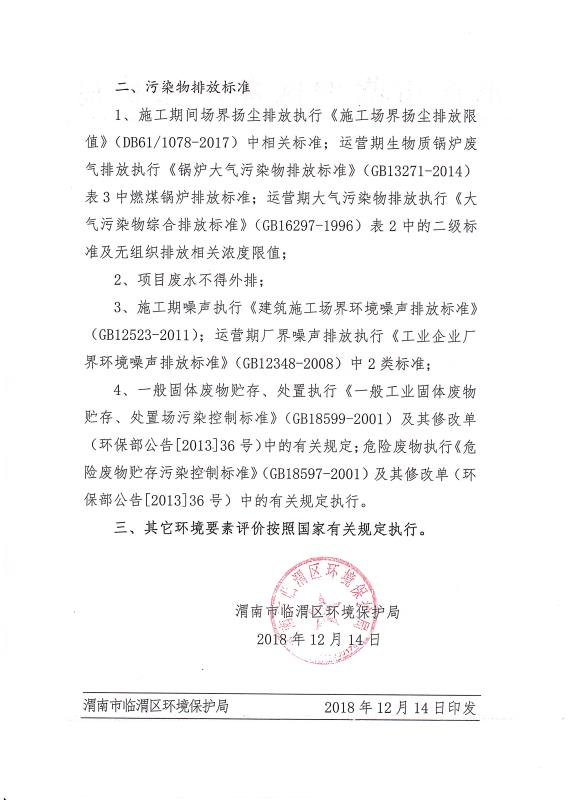 二、污染物排放标准
1、施工期间场界扬尘排放执行《施工场界扬尘排放限
值》（DB61/1078-2017）中相关标准；运营期生物质锅炉废
气排放执行《锅炉大气污染物排放标准》（GB13271-2014）
表3中燃煤锅炉排放标准；运营期大气污染物排放执行《大
气污染物综合排放标准》（GB16297-1996）表2中的二级标
准及无组织排放相关浓度限值；
2、项目废水不得外排；
3、施工期噪声执行《建筑施工场界环境噪声排放标准》
（GB12523-2011）；运营期厂界噪声排放执行《工业企业厂
界环境噪声排放标准》（GB12348-2008）中2类标准；
4、一般固体废物贮存、处置执行《一般工业固体废物
贮存、处置场污染控制标准》（GB18599-2001）及其修改单
（环保部公告[2013]36号）中的有关规定；危险废物执行《危
险废物贮存污染控制标准》（GB18597-2001）及其修改单（环
保部公告[2013]36号）中的有关规定执行。
三、其它环境要素评价按照国家有关规定执行。
渭南市临渭区环境保护局
2018年12月14日
渭南市临渭区环境保护局 2018年12月14日印发